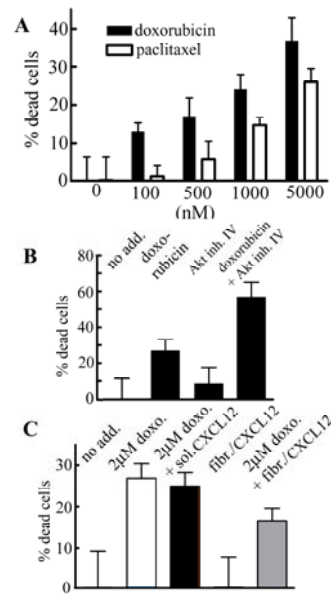 A
doxorubicin
paclitaxel
% dead cells
40
30
20
10
0
0 100 500 1000 5000
(nM)
B
no add.
doxo-
rubicin
Akt inh. IV
doxorubicin
+ Akt inh. IV
% dead cells
80
60
40
20
0
C
no add.
2μM doxo.
2μM doxo.
+ sol.CXCL12
fibr./CXCL12
2μM doxo.
+ fibr./CXCL12
% dead cells
30
20
10
0